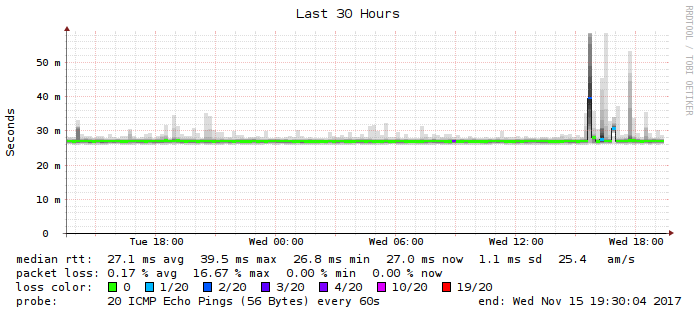 Last 30 Hours
RRDTOOL / TOBI OETIKER
Seconds
50 m
40 m
30 m
20 m
10 m
0
Tue 18:00 Wed 00:00 Wed 06:00 Wed 12:00 Wed 18:00
median rtt: 27.1 ms avg 39.5 ms max 26.8 ms min 27.0 ms now 1.1 ms sd 25.4 am/s
packet loss: 0.17 % avg 16.67 % max 0.00 % min 0.00 % now
loss color: 0 1/20 2/20 3/20 4/20 10/20 19/20
probe: 20 ICMP Echo Pings (56 Bytes) every 60s end: Wed Nov 15 19:30:04 2017